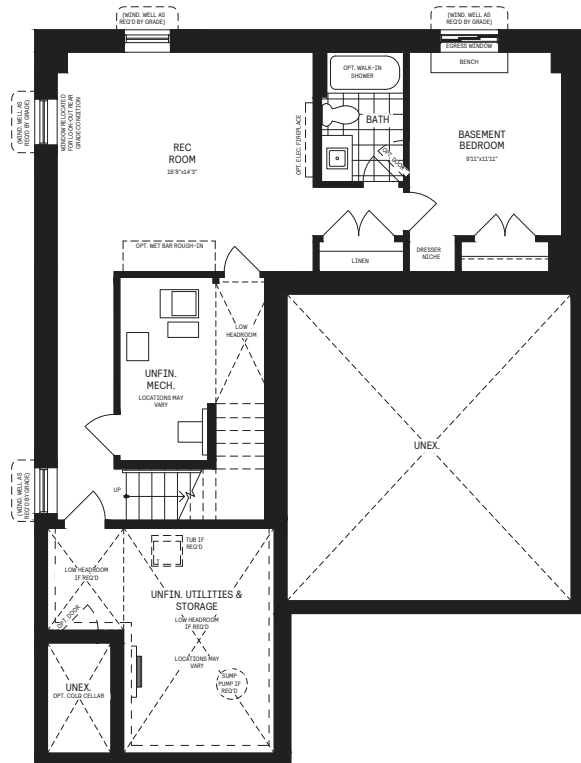 (WIND. WELL AS
REQ'D BY GRADE)
(WIND. WELL AS
REQ'D BY GRADE)
EGRESS WINDOW
BENCH
OPT. WALK-IN
SHOWER
(WIND. WELL AS
REQ'D BY GRADE)
WINDOW RELOCATED
FOR LOOK-OUT REAR
GRADE CONDITION
OPT. ELEC. FIREPLACE
BATH
OPT. DOOR
REC
ROOM
16'8"x14'3"
BASEMENT
BEDROOM
9'11"x11'11"
OPT. WET BAR ROUGH-IN
LINEN
DRESSER
NICHE
LOW
HEADROOM
UNFIN.
MECH.
LOCATIONS MAY
VARY
UNEX.
(WIND. WELL AS
REQ'D BY GRADE)
UP
TUB IF
REQ'D
LOW HEADROOM
IF REQ'D
UNFIN. UTILITIES &
STORAGE
LOW HEADROOM
IF REQ'D
LOCATIONS MAY
VARY
OPT. DOOR
SUMP
PUMP IF
REQ'D
UNEX.
OPT. COLD CELLAR